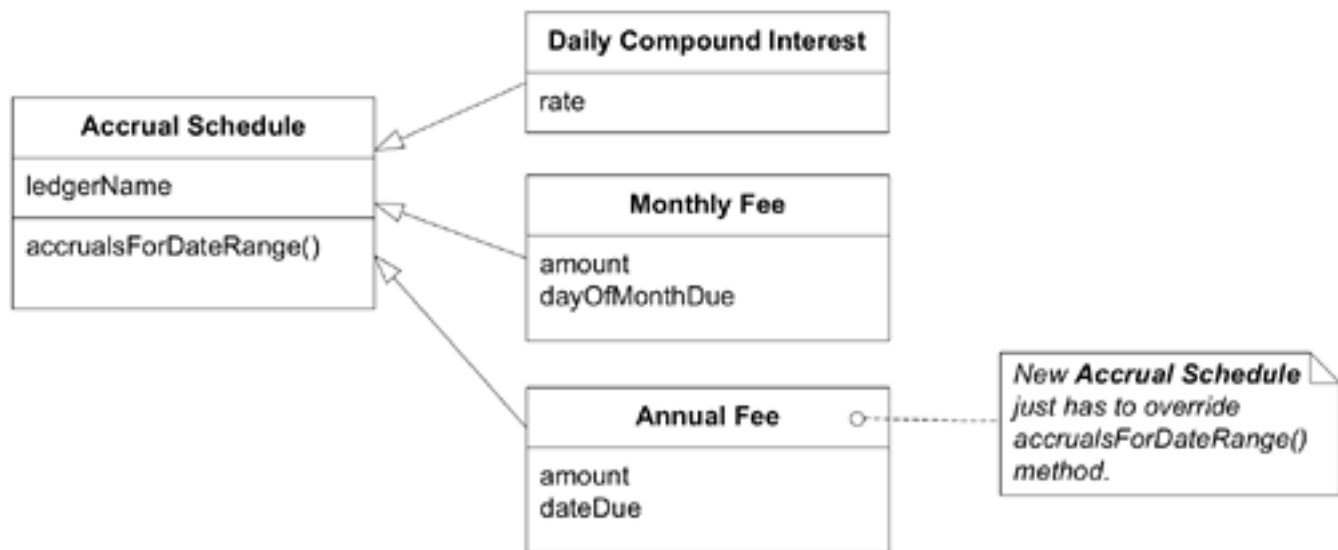 Daily Compound Interest
rate
Accrual Schedule
ledgerName
accrualsForDateRange()
Monthly Fee
amount
dayOfMonthDue
Annual Fee
amount
dateDue
New Accrual Schedule
just has to override
accrualsForDateRange()
method.